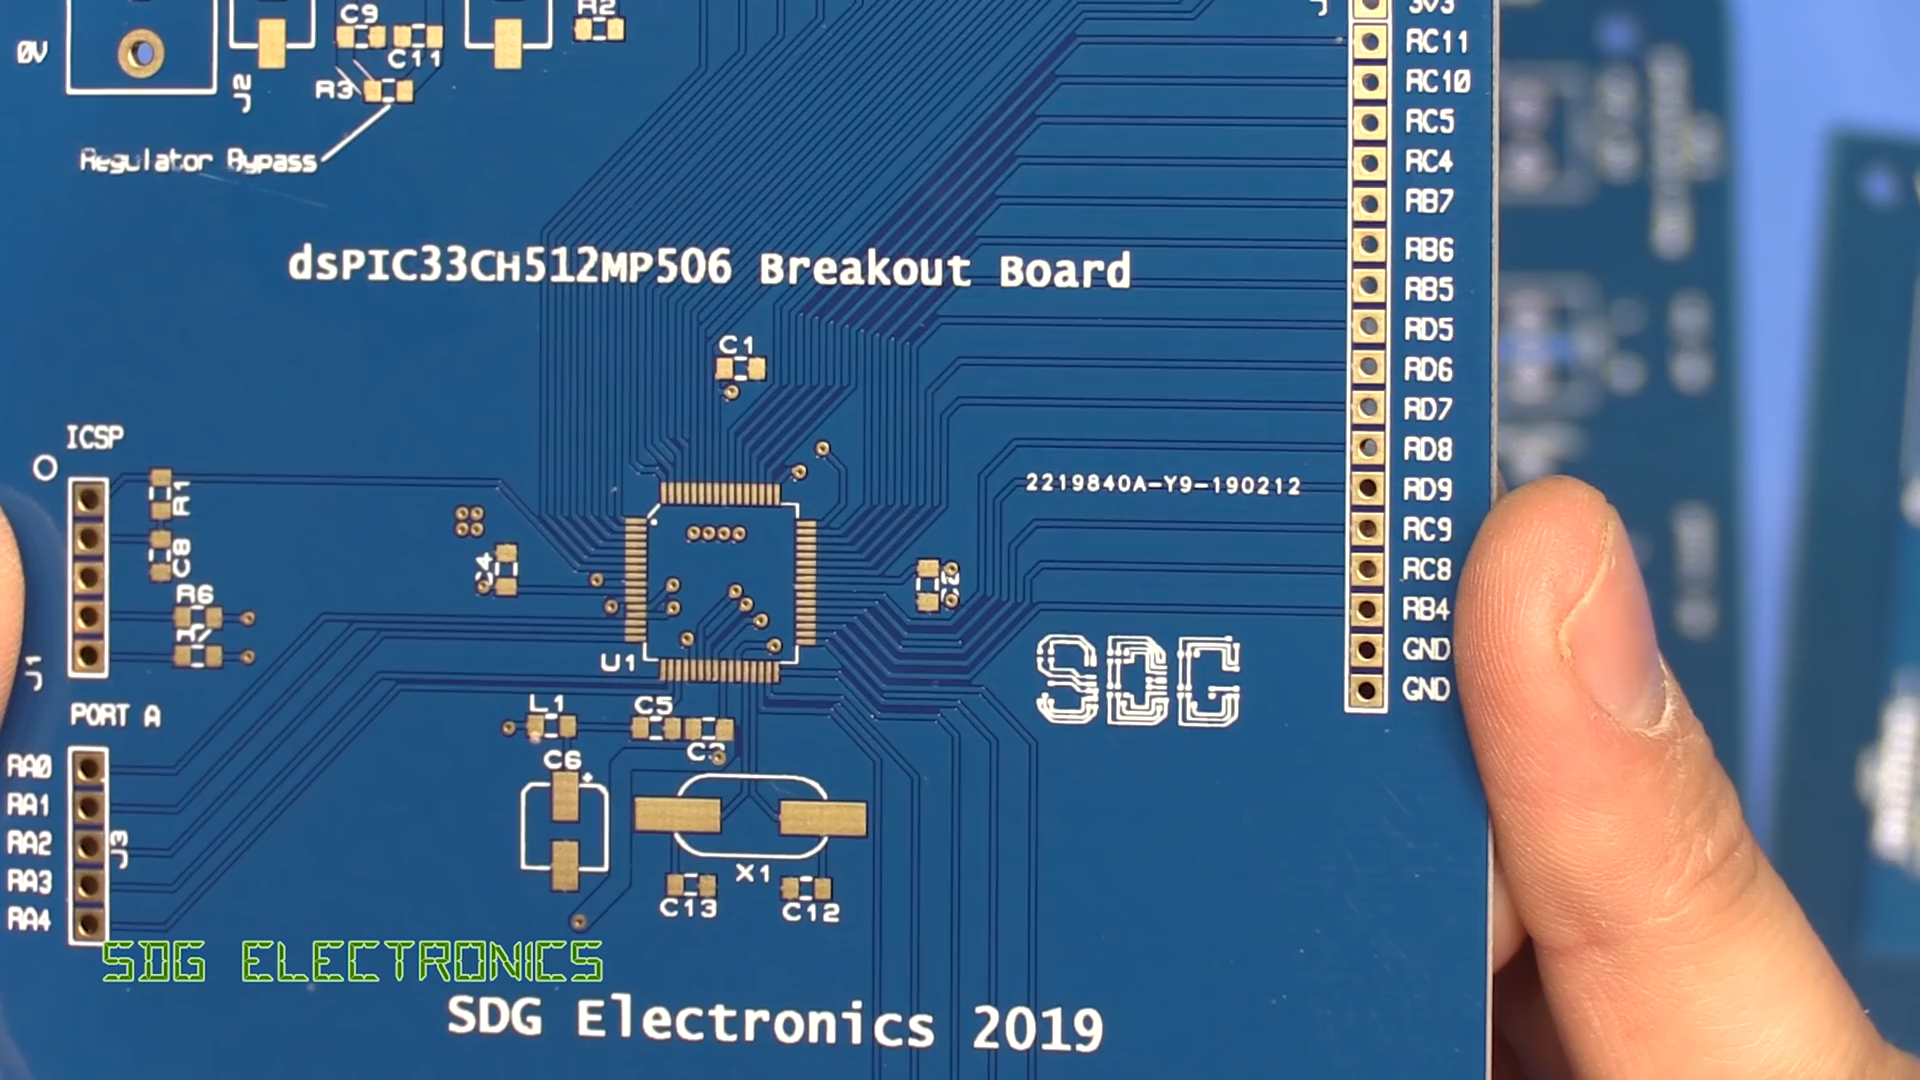 0V
J2
C9
C11
R2
R3
Regulator Bypass
dsPIC33CH512MP506 Breakout Board
3V3
RC11
RC10
RC5
RC4
RB7
RB6
RB5
RD5
RD6
RD7
RD8
RD9
RC9
RC8
RB4
GND
GND
C1
ICSP
R1
C8
R6
J1
C4
U1
2219840A-Y9-190212
SDG
PORT A
RA0
RA1
RA2
RA3
RA4
J3
L1
C5
C6
+
X1
C13
C12
SDG ELECTRONICS
SDG Electronics 2019